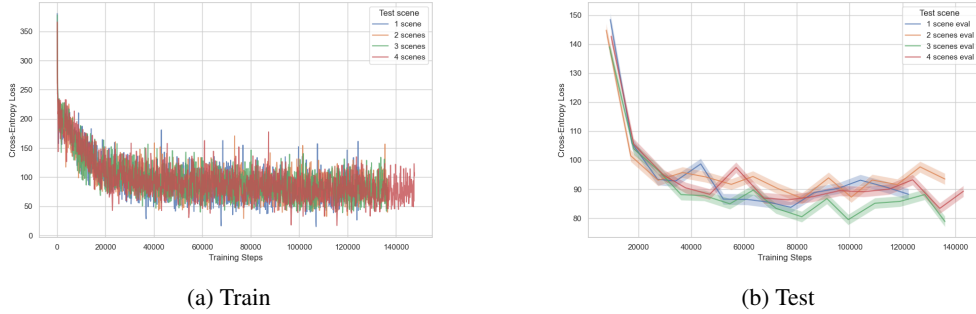 Test scene
1 scene
2 scenes
3 scenes
4 scenes
350
300
250
200
150
100
50
0
Cross-Entropy Loss
0 20000 40000 60000 80000 100000 120000 140000
Training Steps
(a) Train
Test scene
1 scene eval
2 scenes eval
3 scenes eval
4 scenes eval
150
140
130
120
110
100
90
80
Cross-Entropy Loss
20000 40000 60000 80000 100000 120000 140000
Training Steps
(b) Test